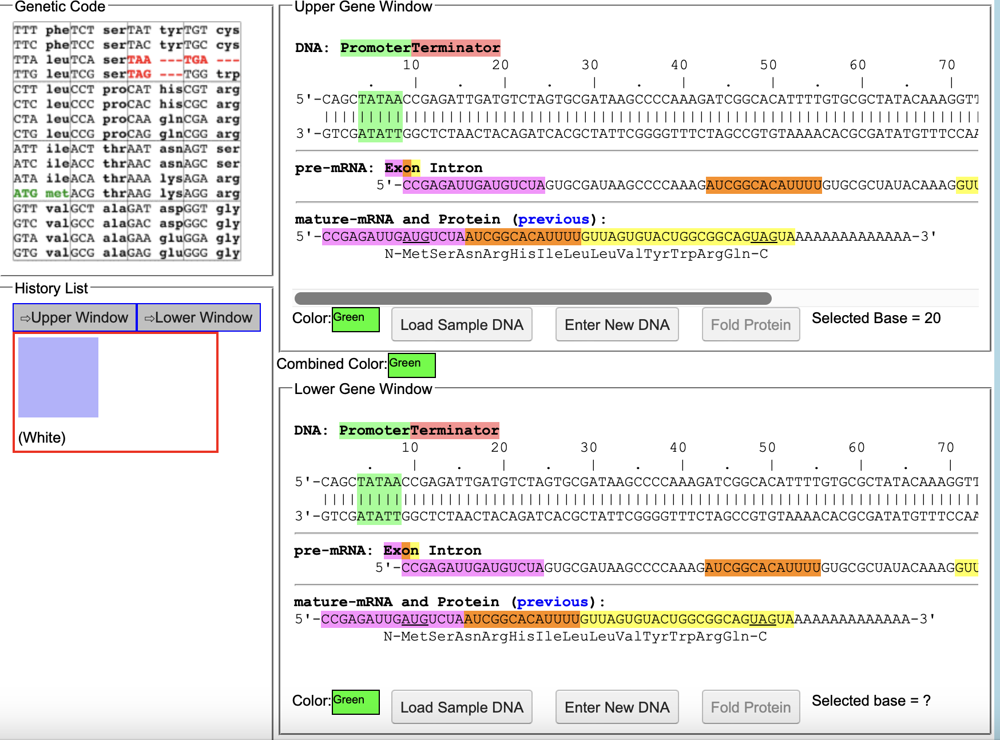 Genetic Code
TTT phe TCT ser TAT tyr TGT cys
TTC phe TCC ser TAC tyr TGC cys
TTA leu TCA ser TAA --- TGA ---
TTG leu TCG ser TAG --- TGG trp
CTT leu CCT pro CAT his CGT arg
CTC leu CCC pro CAC his CGC arg
CTA leu CCA pro CAA gln CGA arg
CTG leu CCG pro CAG gln CGG arg
ATT ile ACT thr AAT asn AGT ser
ATC ile ACC thr AAC asn AGC ser
ATA ile ACA thr AAA lys AGA arg
ATG met ACG thr AAG lys AGG arg
GTT val GCT ala GAT asp GGT gly
GTC val GCC ala GAC asp GGC gly
GTA val GCA ala GAA glu GGA gly
GTG val GCG ala GAG glu GGG gly
History List
⇨Upper Window ⇨Lower Window
(White)
Upper Gene Window
DNA: PromoterTerminator
10 20 30 40 50 60 70
5'-CAGCTATAACCGAGATTGATGTCTAGTGCGATAAGCCCCAAAGATCGGCACATTTTGTGCGCTATACAAAGGTT
3'-GTCGATATTGGCTCTAACTACAGATCACGCTATTCGGGGTTTCTAGCCGTGTAAAACACGCGATATGTTTCCAA
pre-mRNA: Exon Intron
5'-CCGAGAUUGAUGUCUAGUGCGAUAAGCCCCAAAGAUCGGCACAUUUUGUGCGCUAUACAAAGGUU
mature-mRNA and Protein (previous):
5'-CCGAGAUUGAUGUCUAAUCGGCACAUUUUGUUAGUGUACUGGCGGCAGUAGUAAAAAAAAAAAAAA-3'
N-MetSerAsnArgHisIleLeuLeuValTyrTrpArgGln-C
Color: Green Load Sample DNA Enter New DNA Fold Protein Selected Base = 20
Combined Color: Green
Lower Gene Window
DNA: PromoterTerminator
10 20 30 40 50 60 70
5'-CAGCTATAACCGAGATTGATGTCTAGTGCGATAAGCCCCAAAGATCGGCACATTTTGTGCGCTATACAAAGGTT
3'-GTCGATATTGGCTCTAACTACAGATCACGCTATTCGGGGTTTCTAGCCGTGTAAAACACGCGATATGTTTCCAA
pre-mRNA: Exon Intron
5'-CCGAGAUUGAUGUCUAGUGCGAUAAGCCCCAAAGAUCGGCACAUUUUGUGCGCUAUACAAAGGUU
mature-mRNA and Protein (previous):
5'-CCGAGAUUGAUGUCUAAUCGGCACAUUUUGUUAGUGUACUGGCGGCAGUAGUAAAAAAAAAAAAAA-3'
N-MetSerAsnArgHisIleLeuLeuValTyrTrpArgGln-C
Color: Green Load Sample DNA Enter New DNA Fold Protein Selected base = ?